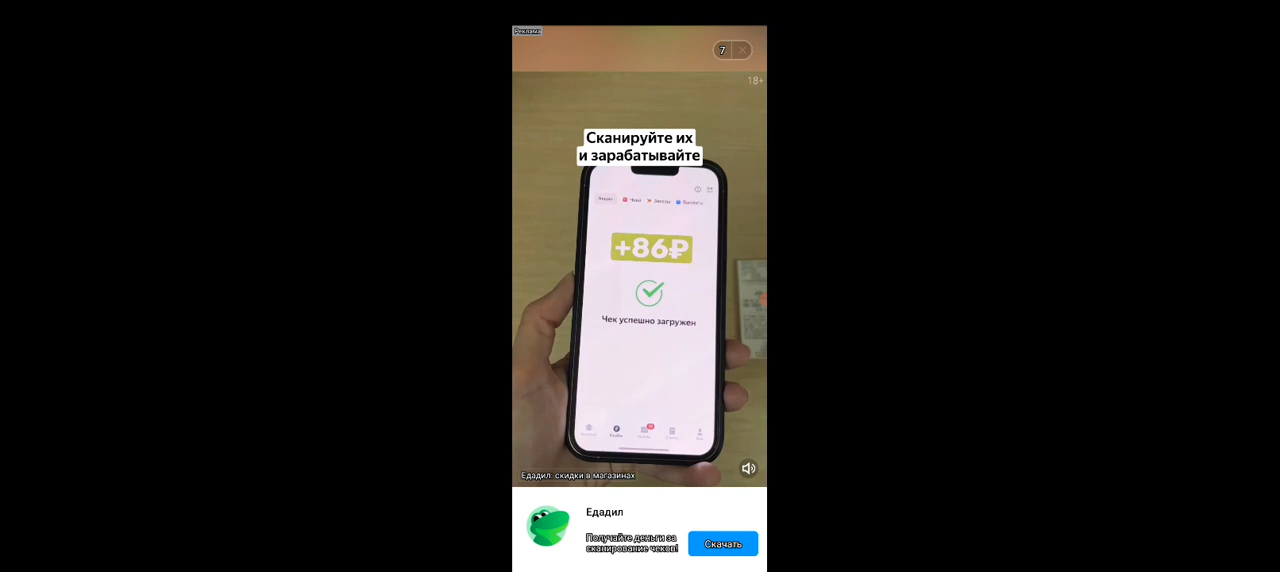 Реклама
7
18+
Сканируйте их
и зарабатывайте
+86₽
Чек успешно загружен
Едадил: скидки в магазинах
Едадил
Получайте деньги за
сканирование чеков!
Скачать